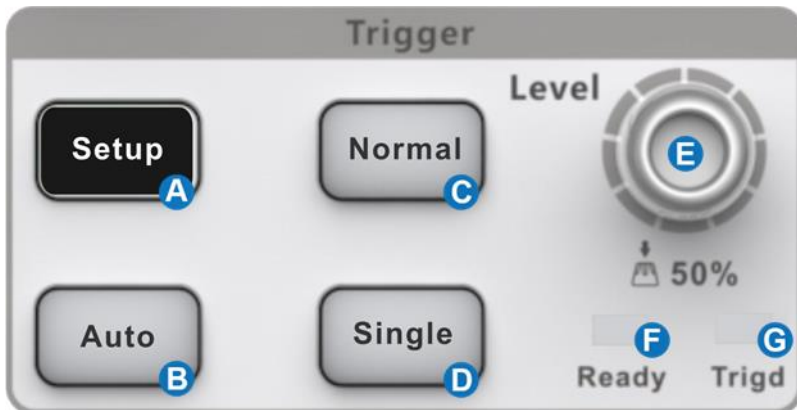 Trigger
Level
Setup
A
Normal
C
E
50%
Auto
B
Single
D
F
G
Ready
Trigd